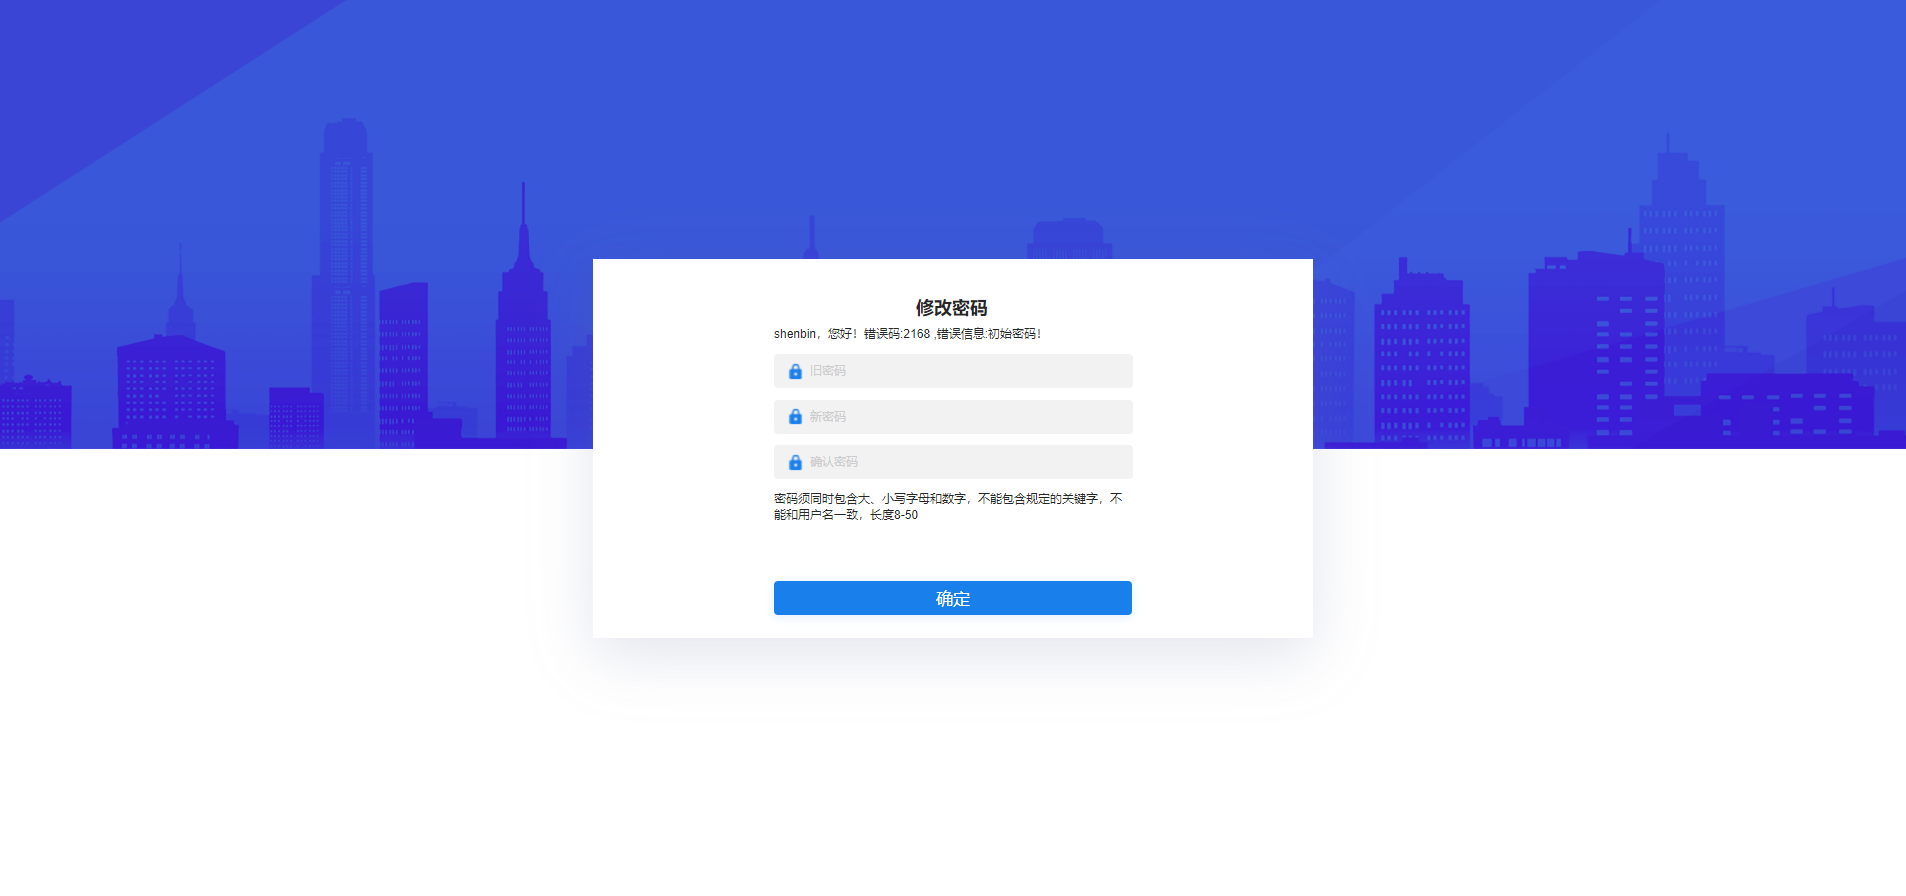 修改密码
shenbin，您好！错误码:2168 ,错误信息:初始密码！
旧密码
新密码
确认密码
密码须同时包含大、小写字母和数字，不能包含规定的关键字，不
能和用户名一致，长度8-50
确定